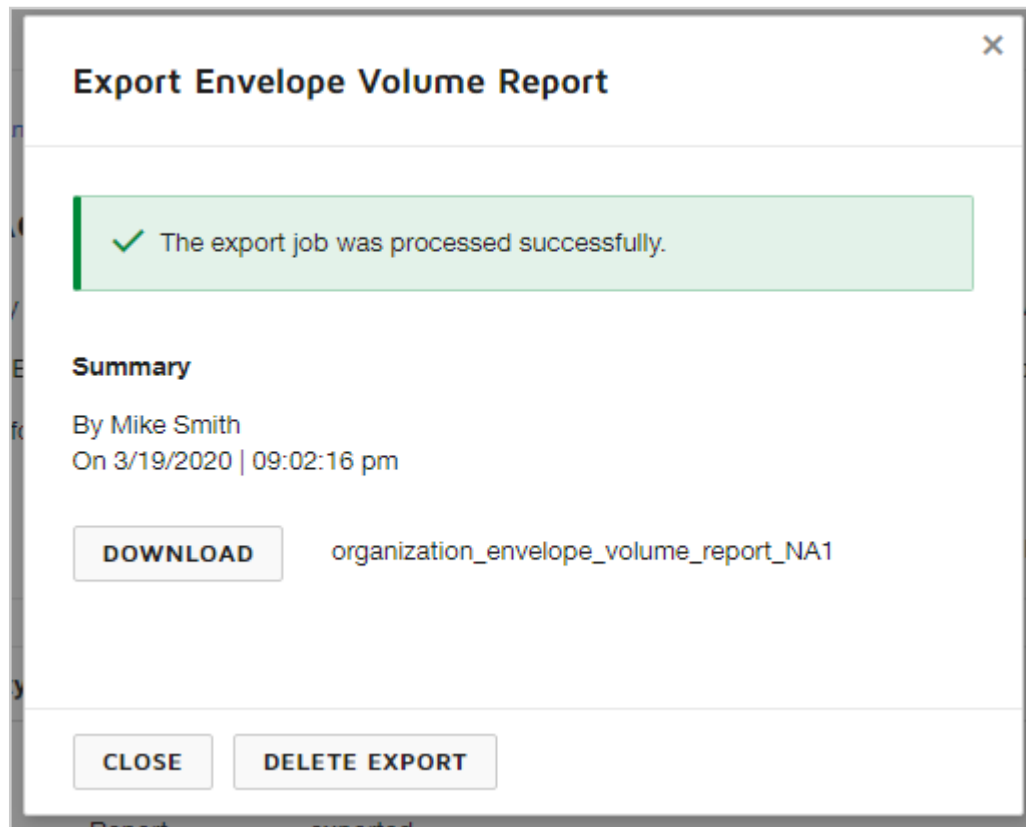 Export Envelope Volume Report
The export job was processed successfully.
Summary
By Mike Smith
On 3/19/2020 | 09:02:16 pm
DOWNLOAD organization_envelope_volume_report_NA1
CLOSE DELETE EXPORT